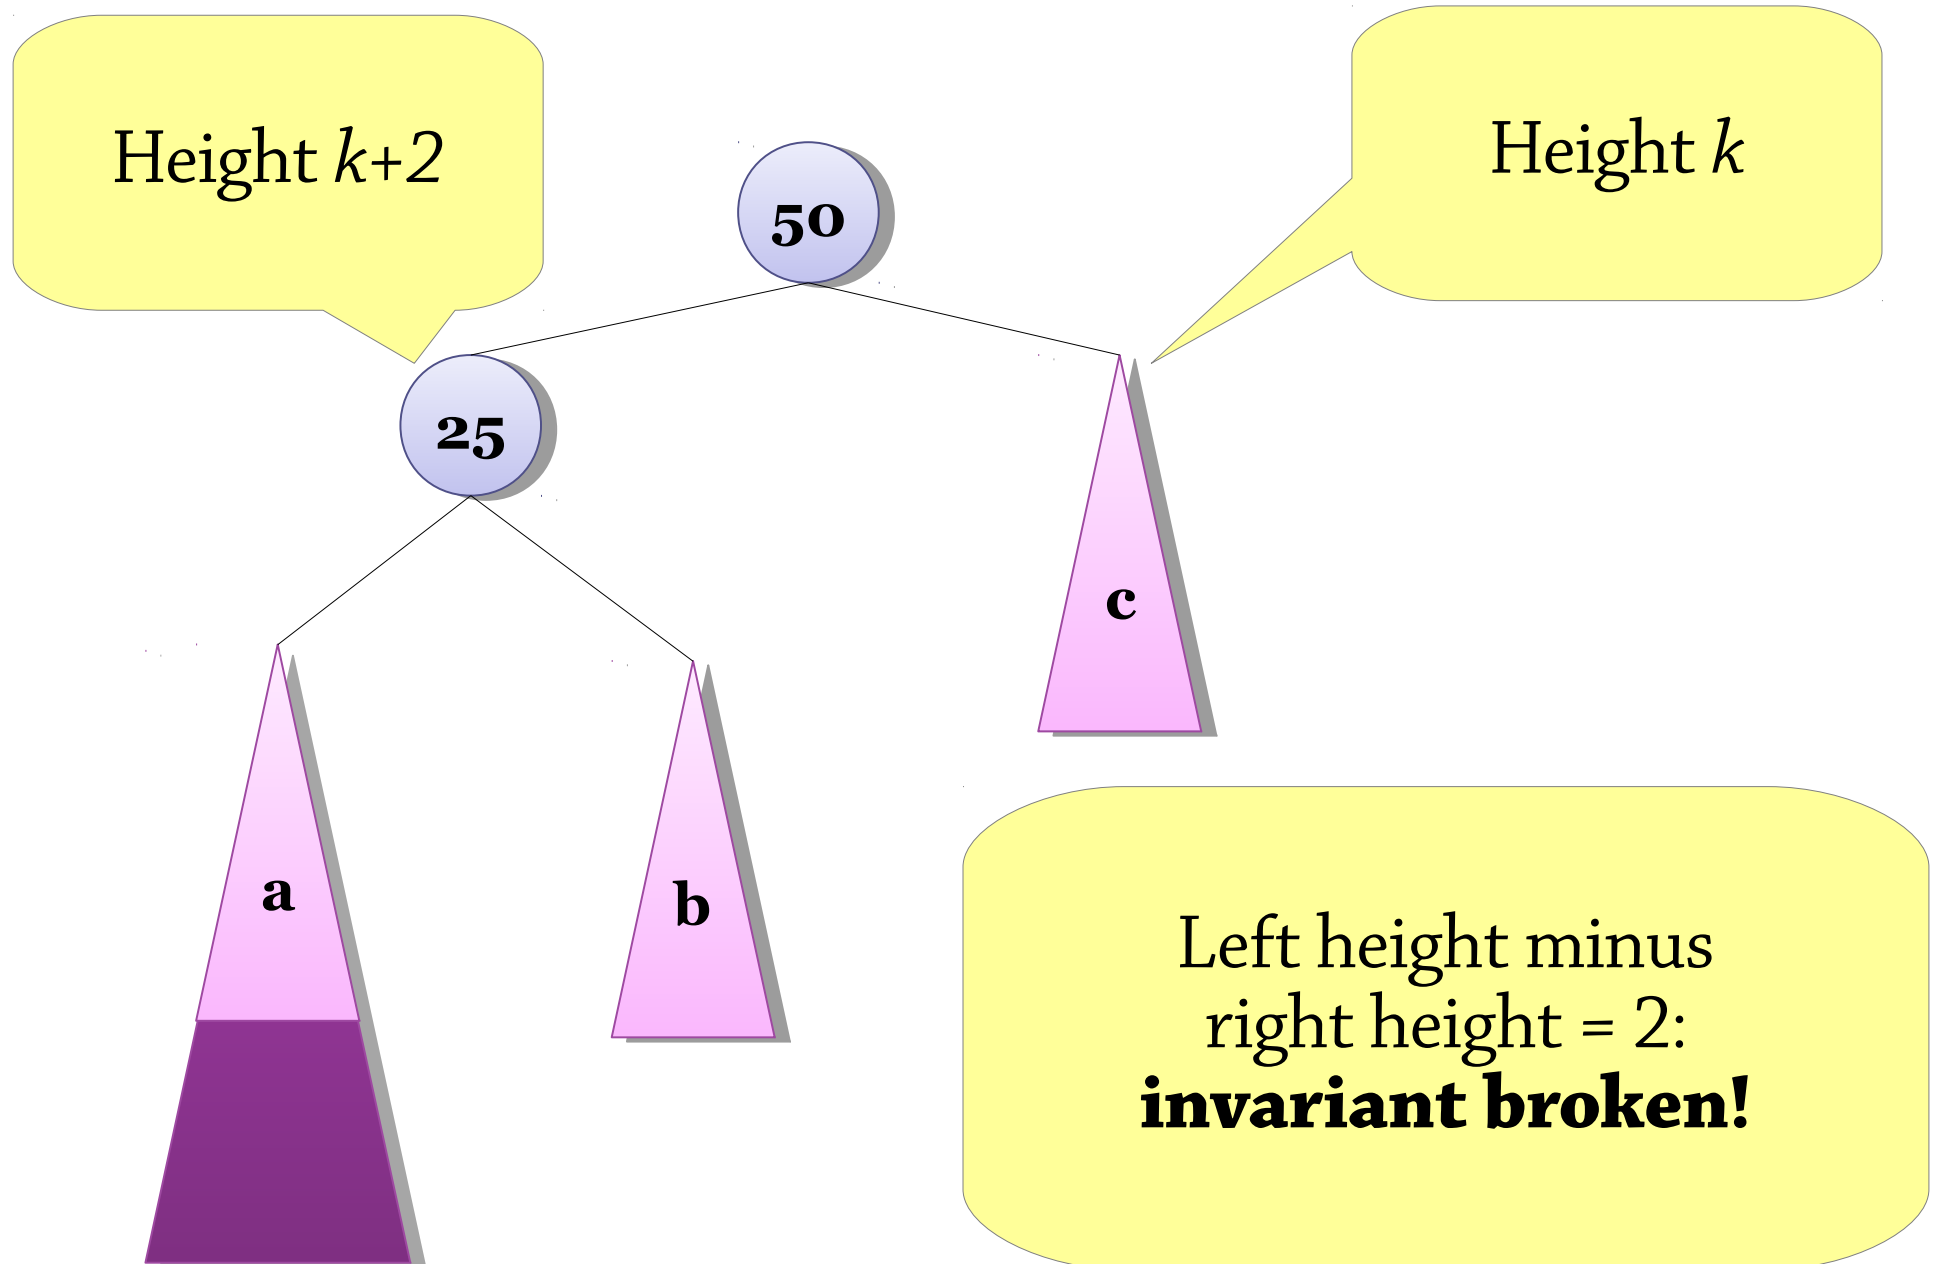 Height k+2
Height k
50
25
c
a
b
Left height minus
right height = 2:
invariant broken!